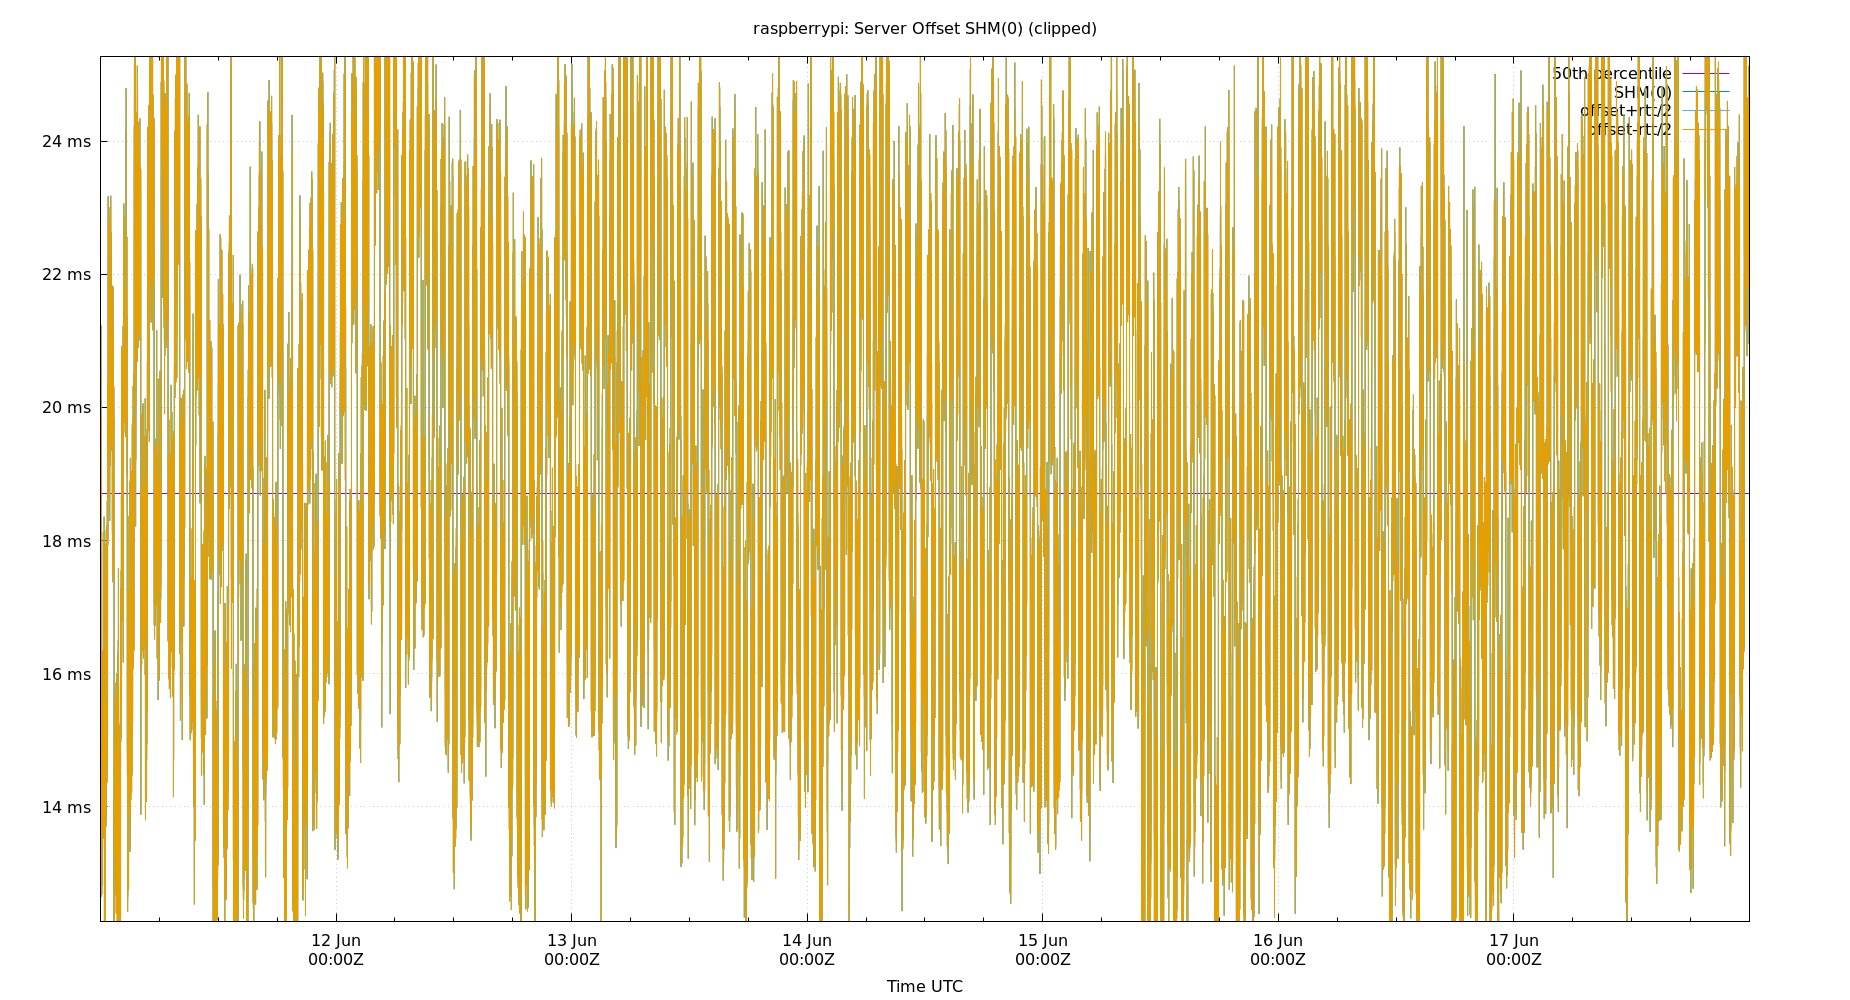 raspberrypi: Server Offset SHM(0) (clipped)
50th percentile
SHM(0)
offset+rtt/2
offset-rtt/2
24 ms
22 ms
20 ms
18 ms
16 ms
14 ms
12 Jun
00:00Z
13 Jun
00:00Z
14 Jun
00:00Z
15 Jun
00:00Z
16 Jun
00:00Z
17 Jun
00:00Z
Time UTC